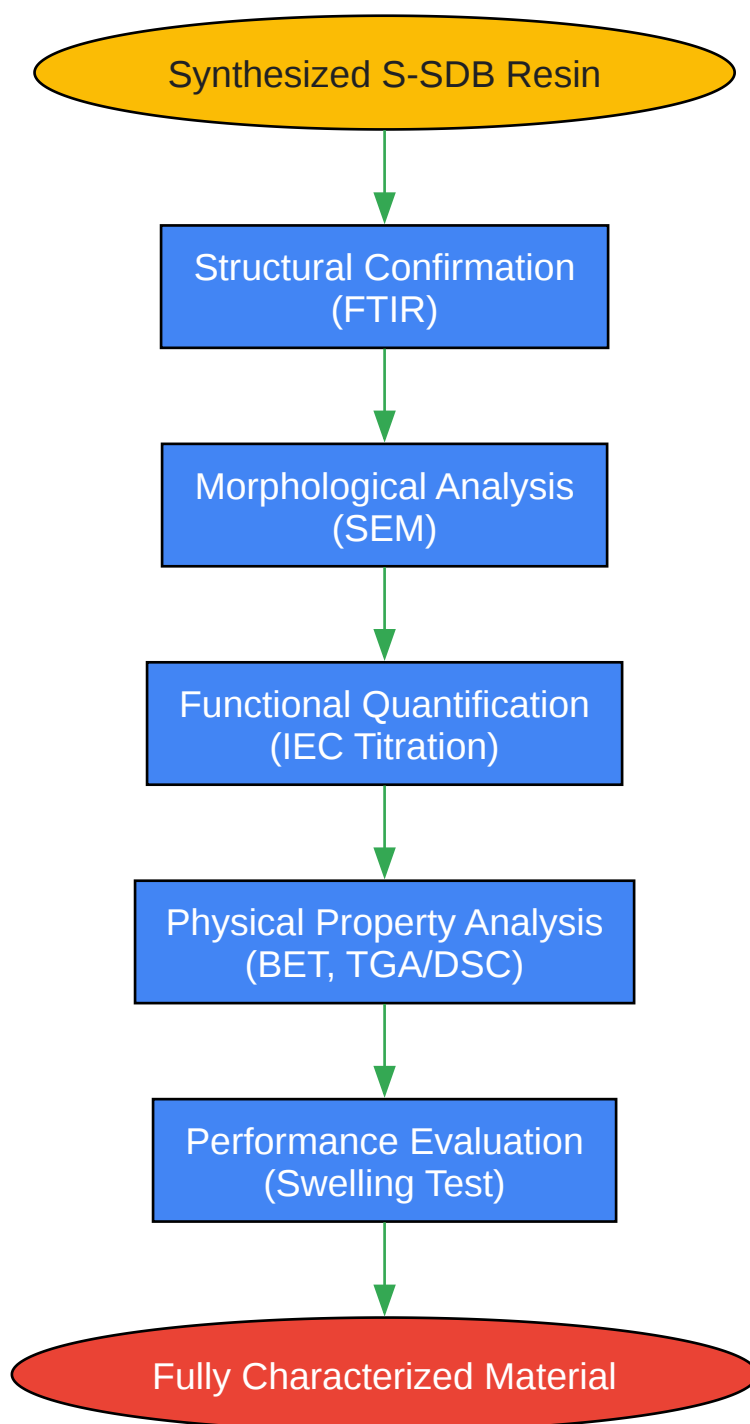 Synthesized S-SDB Resin
Structural Confirmation
(FTIR)
Morphological Analysis
(SEM)
Functional Quantification
(IEC Titration)
Physical Property Analysis
(BET, TGA/DSC)
Performance Evaluation
(Swelling Test)
Fully Characterized Material